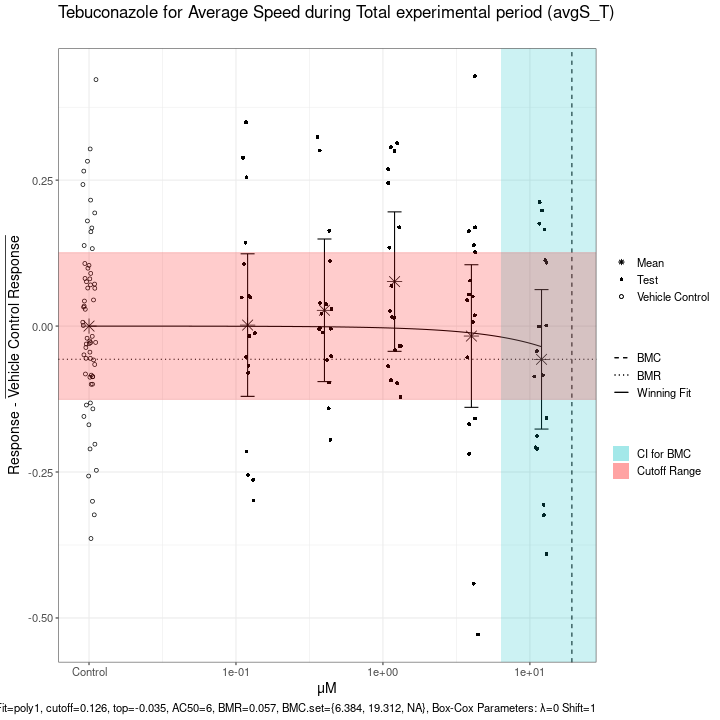 Tebuconazole for Average Speed during Total experimental period (avgS_T)
Response - Vehicle Control Response
0.25
0.00
-0.25
-0.50
Control
1e-01
1e+00
1e+01
µM
Mean
Test
Vehicle Control
BMC
BMR
Winning Fit
CI for BMC
Cutoff Range
Fit=poly1, cutoff=0.126, top=-0.035, AC50=6, BMR=0.057, BMC.set={6.384, 19.312, NA}, Box-Cox Parameters: λ=0 Shift=1